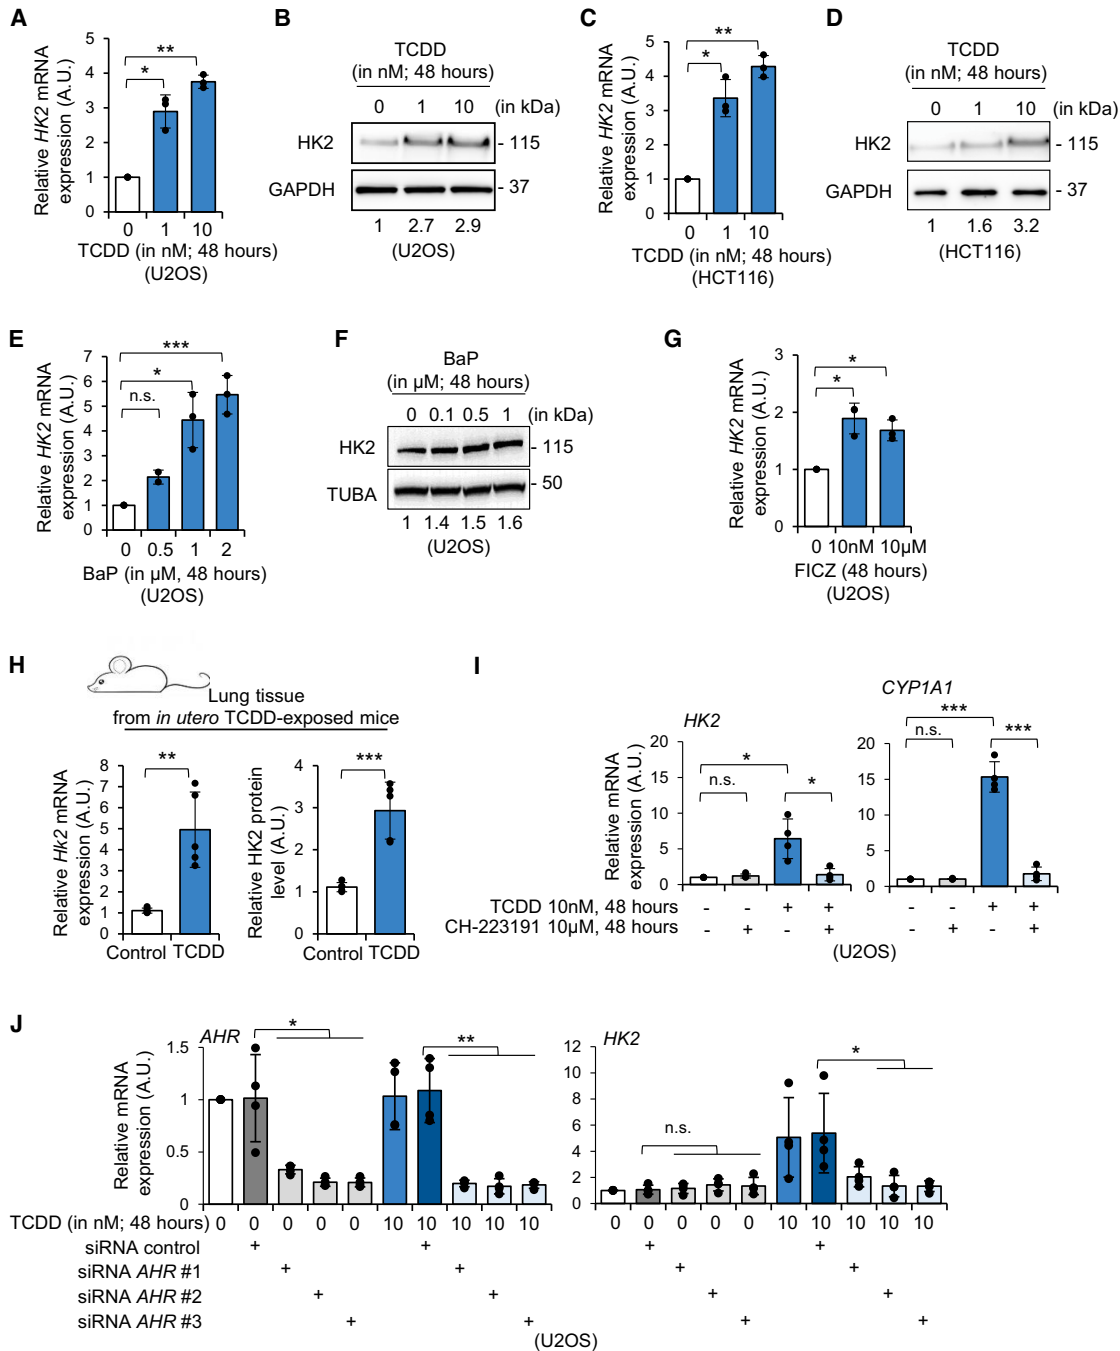 A
Relative HK2 mRNA
expression (A.U.)
5
4
3
2
1
0
*
**
0 1 10
TCDD (in nM; 48 hours)
(U2OS)
B
TCDD
(in nM; 48 hours)
0 1 10 (in kDa)
HK2 - 115
GAPDH - 37
1 2.7 2.9
(U2OS)
C
Relative HK2 mRNA
expression (A.U.)
5
4
3
2
1
0
*
**
0 1 10
TCDD (in nM; 48 hours)
(HCT116)
D
TCDD
(in nM; 48 hours)
0 1 10 (in kDa)
HK2 - 115
GAPDH - 37
1 1.6 3.2
(HCT116)
E
Relative HK2 mRNA
expression (A.U.)
7
6
5
4
3
2
1
0
***
*
n.s.
0 0.5 1 2
BaP (in µM, 48 hours)
(U2OS)
F
BaP
(in µM; 48 hours)
0 0.1 0.5 1 (in kDa)
HK2 - 115
TUBA - 50
1 1.4 1.5 1.6
(U2OS)
G
Relative HK2 mRNA
expression (A.U.)
3
2
1
0
*
*
0 10nM 10µM
FICZ (48 hours)
(U2OS)
H
Lung tissue
from in utero TCDD-exposed mice
Relative Hk2 mRNA
expression (A.U.)
8
7
6
5
4
3
2
1
0
**
Control TCDD
Relative HK2 protein
level (A.U.)
4
3
2
1
0
***
Control TCDD
I
HK2
Relative mRNA
expression (A.U.)
20
15
10
5
0
*
n.s.
*
CYP1A1
20
15
10
5
0
***
n.s.
***
TCDD 10nM, 48 hours - - + + - - + +
CH-223191 10µM, 48 hours - + - + - + - +
(U2OS)
J
AHR
Relative mRNA
expression (A.U.)
1.5
1
0.5
0
*
**
HK2
Relative mRNA
expression (A.U.)
12
10
8
6
4
2
0
n.s.
*
TCDD (in nM; 48 hours) 0 0 0 0 0 10 10 10 10 10 0 0 0 0 0 10 10 10 10 10
siRNA control + + + +
siRNA AHR #1 + + + +
siRNA AHR #2 + + + +
siRNA AHR #3 + + + +
(U2OS)